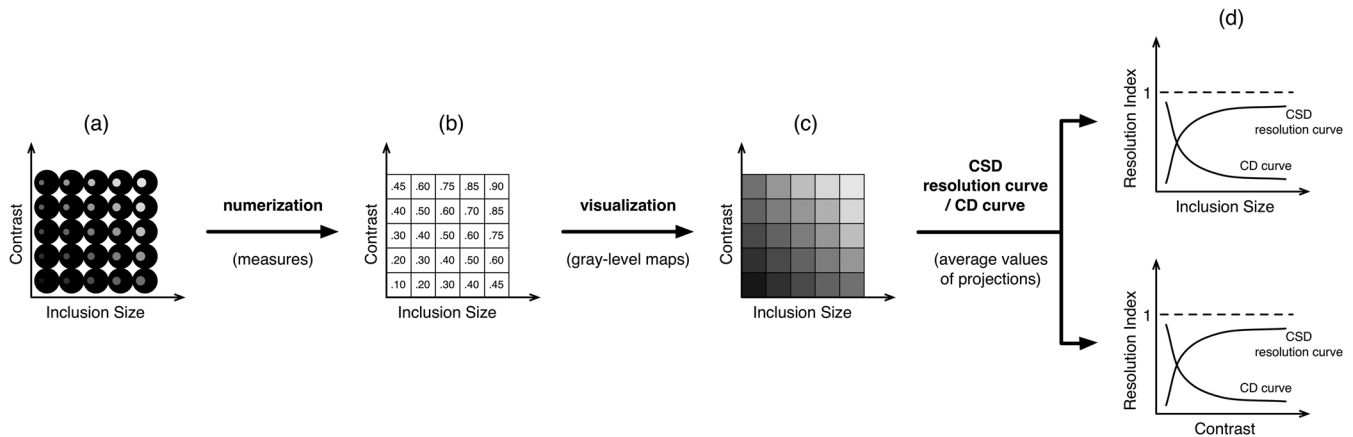 (a)
Contrast
Inclusion Size
numerization
(measures)
(b)
Contrast
.45 .60 .75 .85 .90
.40 .50 .60 .70 .85
.30 .40 .50 .60 .75
.20 .30 .40 .50 .60
.10 .20 .30 .40 .45
Inclusion Size
visualization
(gray-level maps)
(c)
Contrast
Inclusion Size
CSD
resolution curve
/ CD curve
(average values
of projections)
(d)
Resolution Index
1
CSD
resolution curve
CD curve
Inclusion Size
Resolution Index
1
CSD
resolution curve
CD curve
Contrast